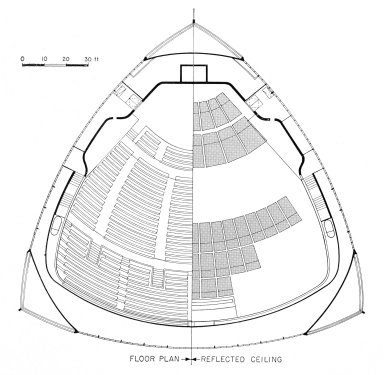 0 10 20 30 ft
FLOOR PLAN REFLECTED CEILING